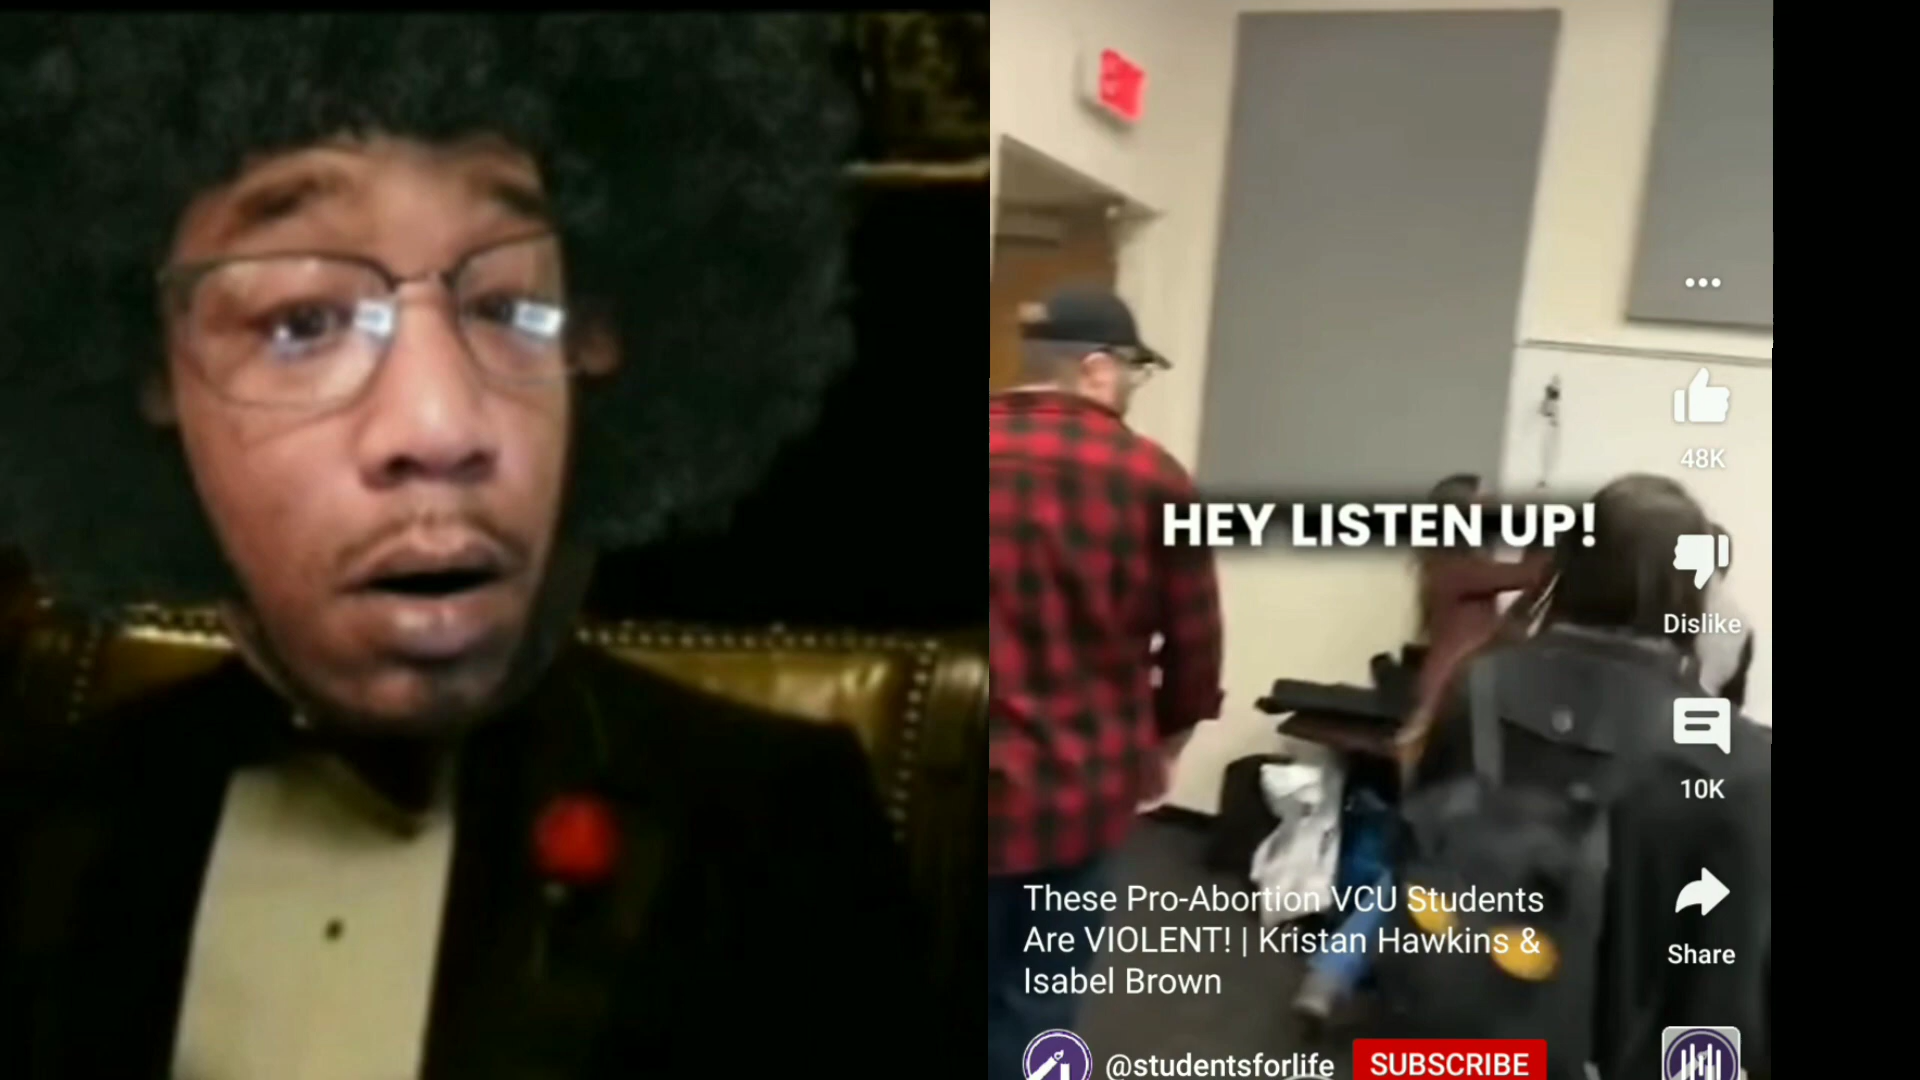 HEY LISTEN UP!
48K
Dislike
10K
These Pro-Abortion VCU Students
Are VIOLENT! | Kristan Hawkins &
Isabel Brown
Share
@studentsforlife
SUBSCRIBE